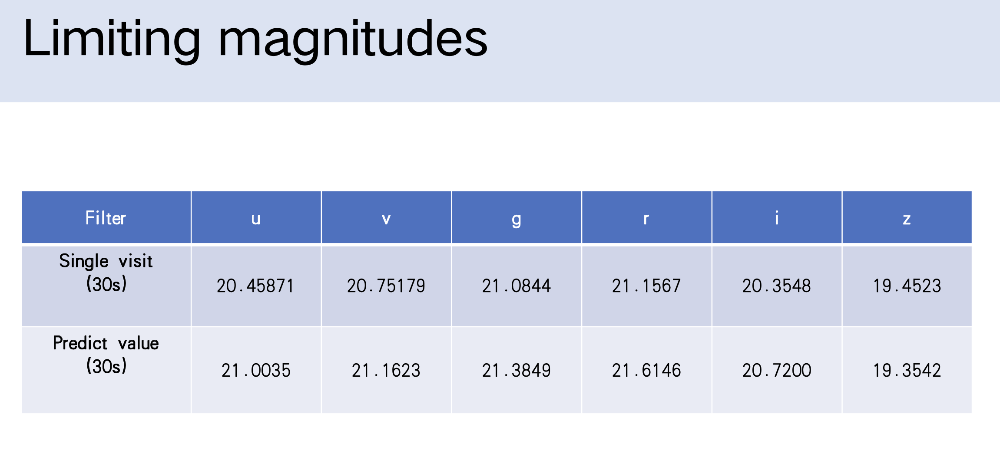 Limiting magnitudes
Filter u v g r i z
Single visit
(30s) 20.45871 20.75179 21.0844 21.1567 20.3548 19.4523
Predict value
(30s) 21.0035 21.1623 21.3849 21.6146 20.7200 19.3542